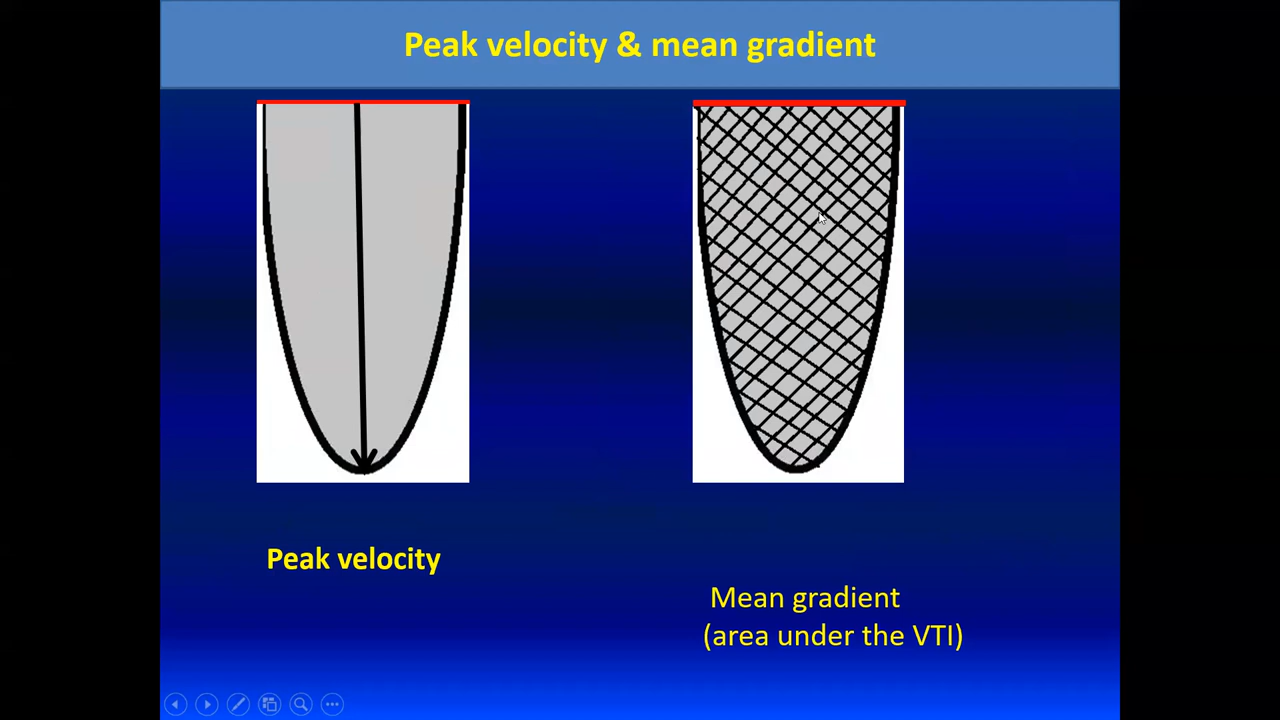 Peak velocity & mean gradient
Peak velocity
Mean gradient
(area under the VTI)